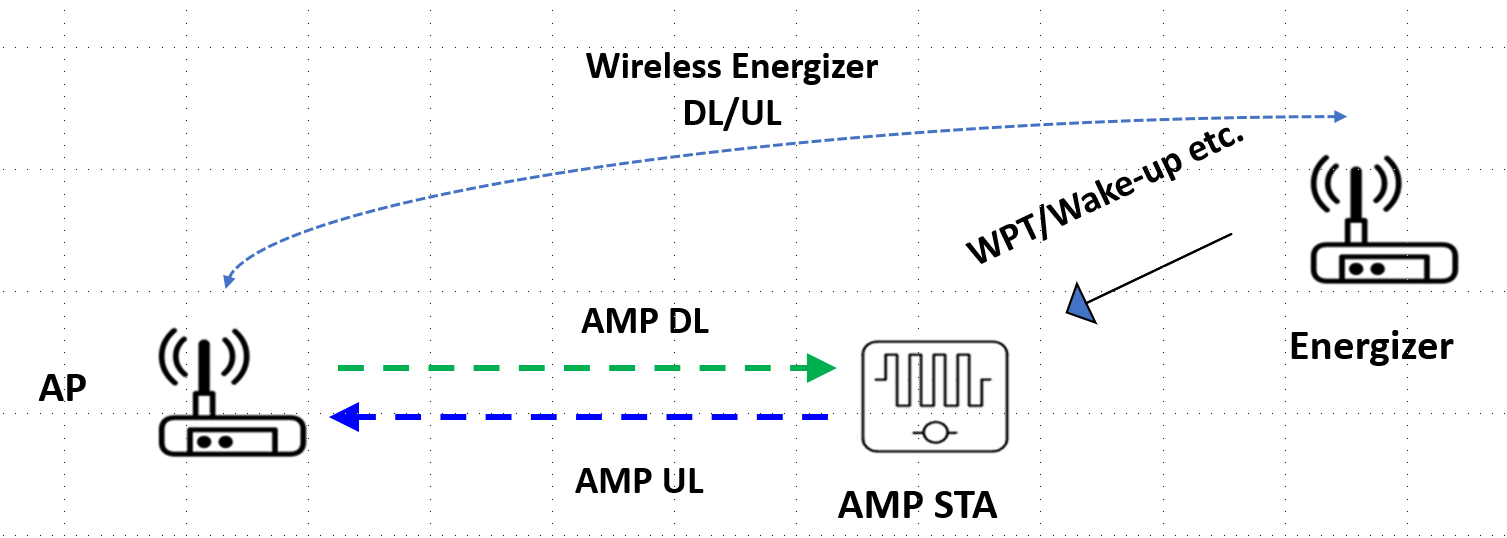 Wireless Energizer
DL/UL
WPT/Wake-up etc.
Energizer
AMP DL
AP
AMP UL
AMP STA